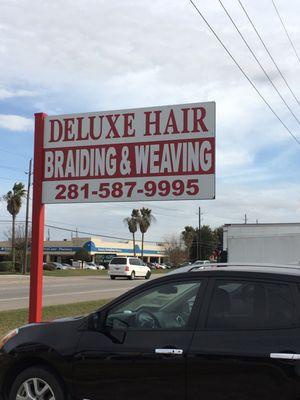 DELUXE HAIR
BRAIDING & WEAVING
281-587-9995